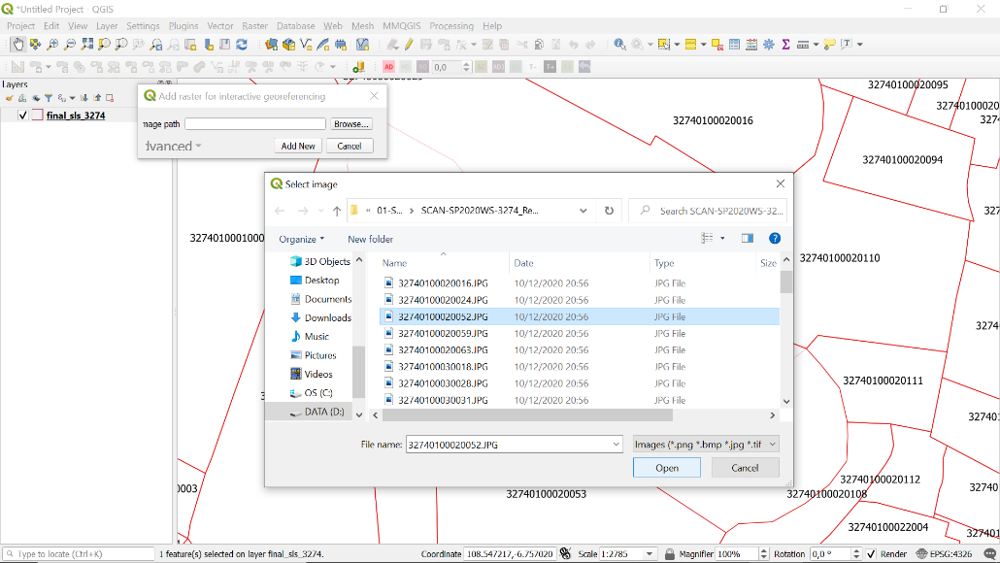 *Untitled Project — QGIS
Project Edit View Layer Settings Plugins Vector Raster Database Web Mesh MMQGIS Processing Help
AD
0,0
Layers
final_sls_3274
Add raster for interactive georeferencing
mage path
Browse...
dvanced
Add New
Cancel
32740100020095
32740100020
3274
32740100020016
32740100020094
3274
3274010001000
32740100020110
3274
32740100020111
32740
3274010
32740100020112
32740100020108
32740100022004
3274010
0003
32740100020053
Select image
« 01-S... › SCAN-SP2020WS-3274_Re...
Search SCAN-SP2020WS-32...
Organize
New folder
3D Objects
Desktop
Documents
Downloads
Music
Pictures
Videos
OS (C:)
DATA (D:)
Name Date Type Size
32740100020016.JPG 10/12/2020 20:56 JPG File
32740100020024.JPG 10/12/2020 20:56 JPG File
32740100020052.JPG 10/12/2020 20:56 JPG File
32740100020059.JPG 10/12/2020 20:56 JPG File
32740100020063.JPG 10/12/2020 20:56 JPG File
32740100030018.JPG 10/12/2020 20:56 JPG File
32740100030028.JPG 10/12/2020 20:56 JPG File
32740100030031.JPG 10/12/2020 20:56 JPG File
File name: 32740100020052.JPG
Images (*.png *.bmp *.jpg *.tif
Open
Cancel
Type to locate (Ctrl+K)
1 feature(s) selected on layer final_sls_3274.
Coordinate 108.547217,-6.757020
Scale 1:2785
Magnifier 100%
Rotation 0,0 °
Render
EPSG:4326